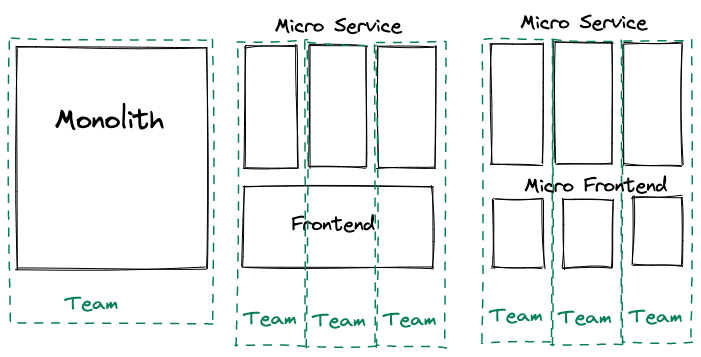 Monolith
Team
Micro Service
Frontend
Team
Team
Team
Micro Service
Micro Frontend
Team
Team
Team